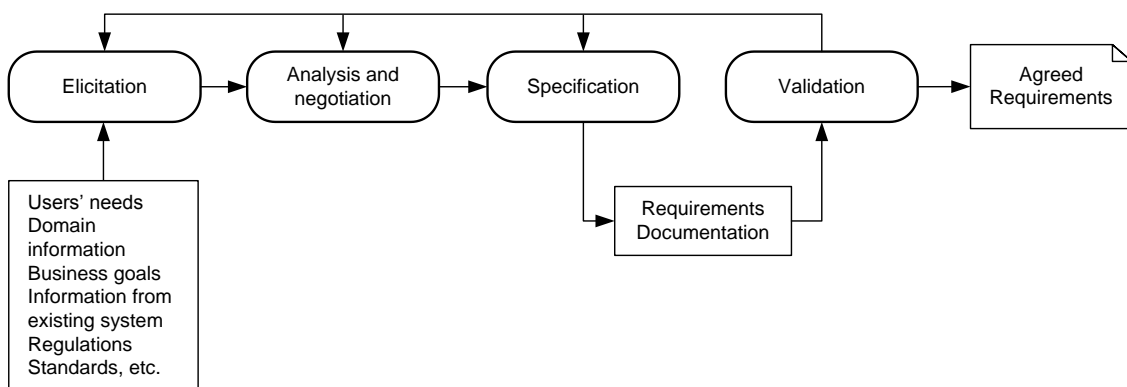 Elicitation
Analysis and
negotiation
Specification
Validation
Agreed
Requirements
Users’ needs
Domain
information
Business goals
Information from
existing system
Regulations
Standards, etc.
Requirements
Documentation